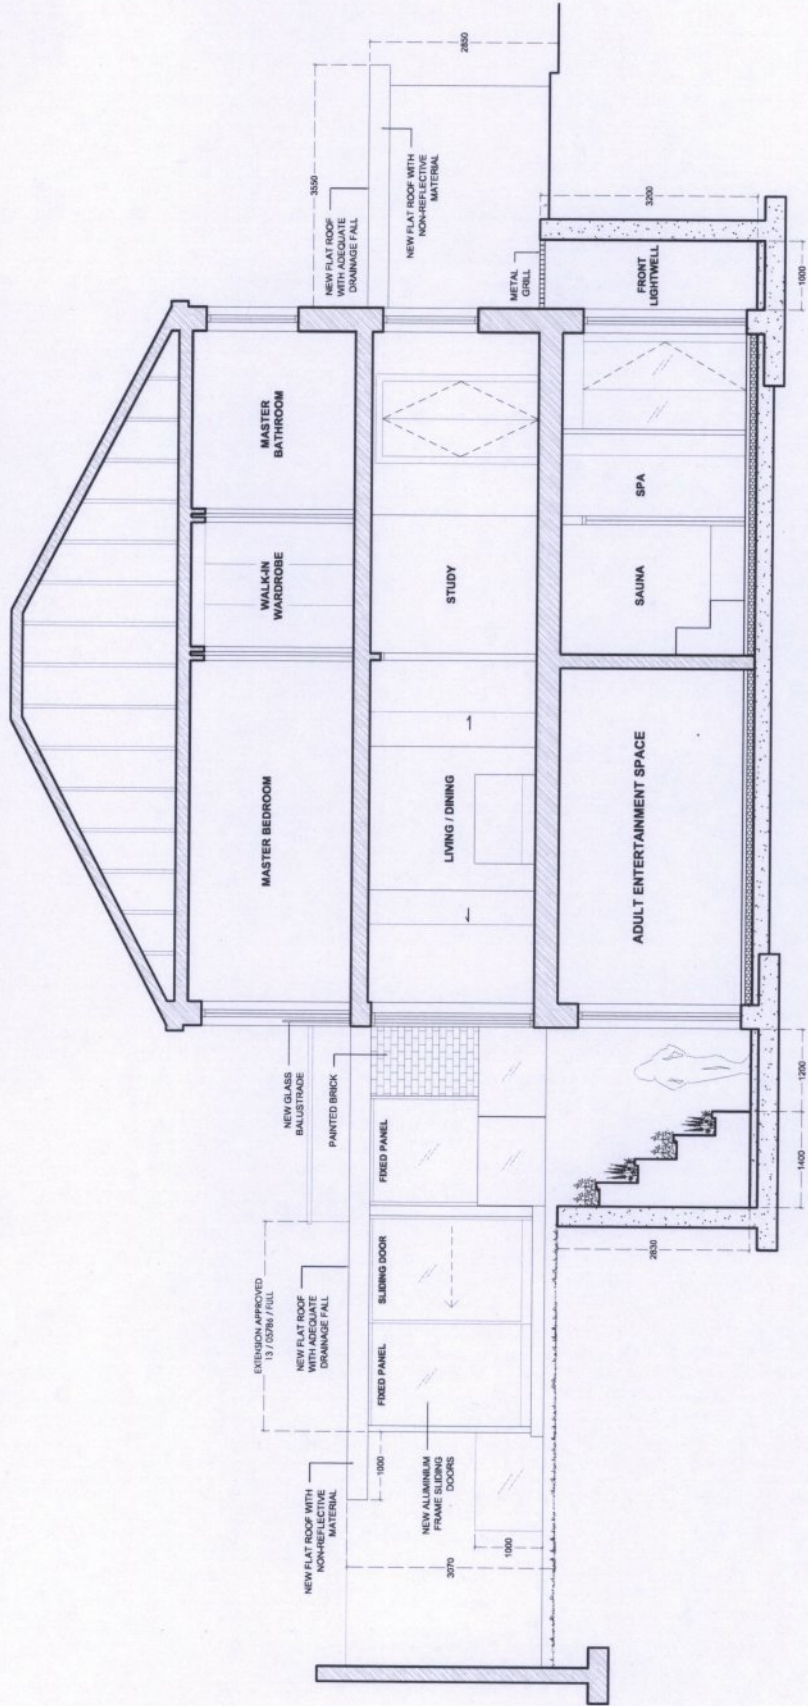 EXTENSION APPROVED
13 / 05786 / FULL
NEW FLAT ROOF WITH
NON-REFLECTIVE
MATERIAL
NEW FLAT ROOF
WITH ADEQUATE
DRAINAGE FALL
NEW GLASS
BALUSTRADE
PAINTED BRICK
1000
3070
1000
NEW ALUMINIUM
FRAME SLIDING
DOORS
FIXED PANEL
SLIDING DOOR
FIXED PANEL
2830
1400
1200
MASTER BEDROOM
WALK-IN
WARDROBE
MASTER
BATHROOM
LIVING / DINING
STUDY
ADULT ENTERTAINMENT SPACE
SAUNA
SPA
3550
NEW FLAT ROOF
WITH ADEQUATE
DRAINAGE FALL
NEW FLAT ROOF WITH
NON-REFLECTIVE
MATERIAL
2850
METAL
GRILL
FRONT
LIGHTWELL
3200
1000